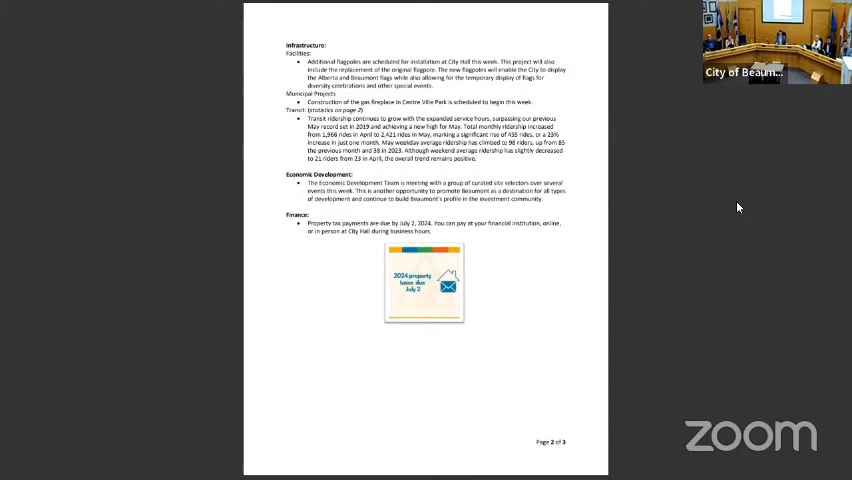 Infrastructure:
Facilities:
• Additional flagpoles are scheduled for installation at City Hall this week. This project will also
include the replacement of the original flagpole. The new flagpoles will enable the City to display
the Alberta and Beaumont flags while also allowing for the temporary display of flags for
diversity celebrations and other special events.
Municipal Projects
• Construction of the gas fireplace in Centre Ville Park is scheduled to begin this week.
Transit: (statistics on page 2)
• Transit ridership continues to grow with the expanded service hours, surpassing our previous
May record set in 2019 and achieving a new high for May. Total monthly ridership increased
from 1,966 rides in April to 2,421 rides in May, marking a significant rise of 455 rides, or a 23%
increase in just one month. May weekday average ridership has climbed to 98 riders, up from 85
the previous month and 38 in 2023. Although weekend average ridership has slightly decreased
to 21 riders from 23 in April, the overall trend remains positive.
Economic Development:
• The Economic Development Team is meeting with a group of curated site selectors over several
events this week. This is another opportunity to promote Beaumont as a destination for all types
of development and continue to build Beaumont's profile in the investment community.
Finance:
• Property tax payments are due by July 2, 2024. You can pay at your financial institution, online,
or in person at City Hall during business hours.
2024 property
taxes due
July 2
Page 2 of 3
City of Beaum...
zoom